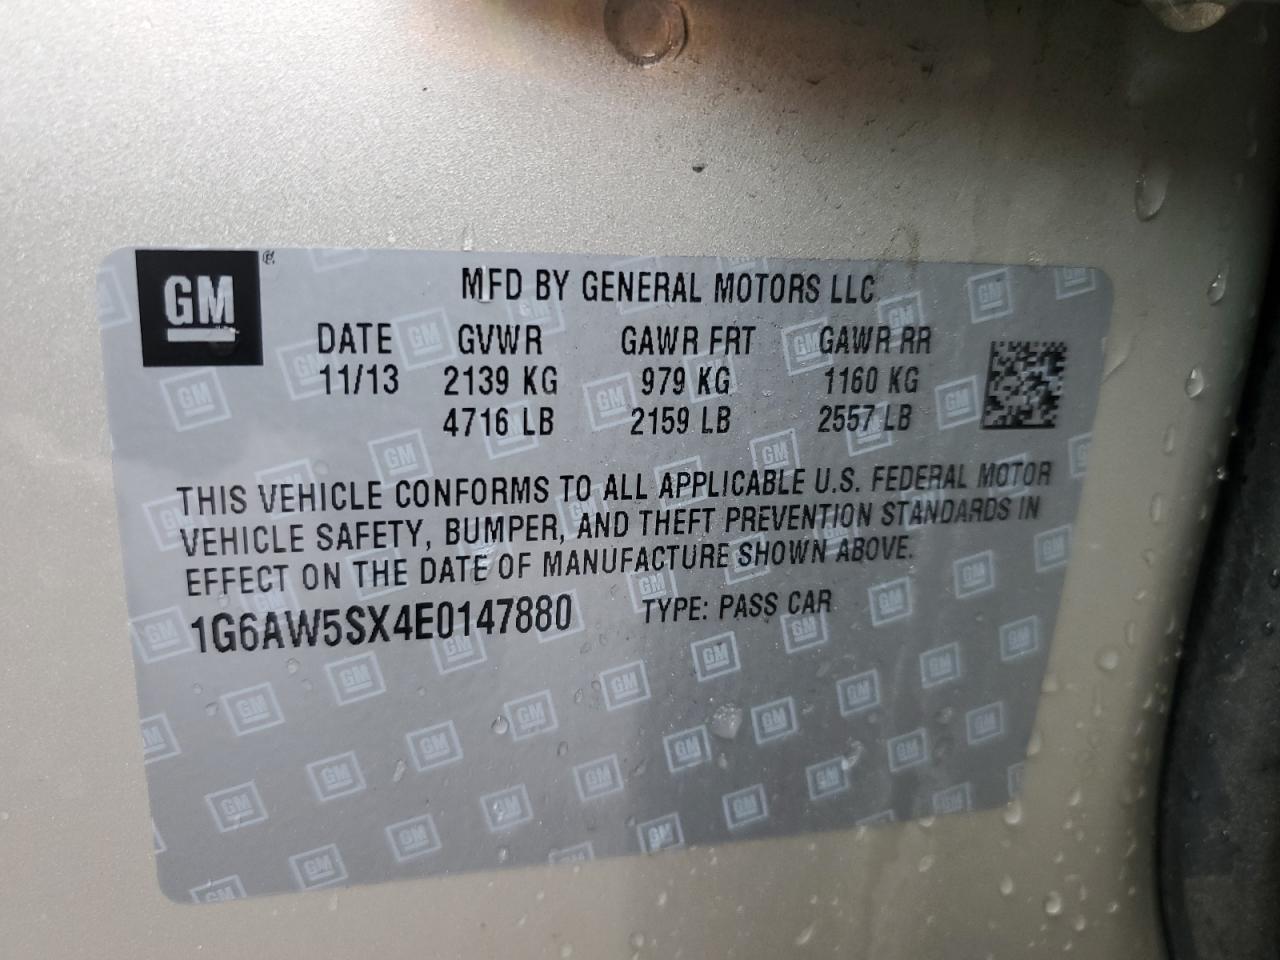 GM
MFD BY GENERAL MOTORS LLC
DATE GVWR GAWR FRT GAWR RR
11/13 2139 KG 979 KG 1160 KG
4716 LB 2159 LB 2557 LB
THIS VEHICLE CONFORMS TO ALL APPLICABLE U.S. FEDERAL MOTOR
VEHICLE SAFETY, BUMPER, AND THEFT PREVENTION STANDARDS IN
EFFECT ON THE DATE OF MANUFACTURE SHOWN ABOVE.
1G6AW5SX4E0147880 TYPE: PASS CAR